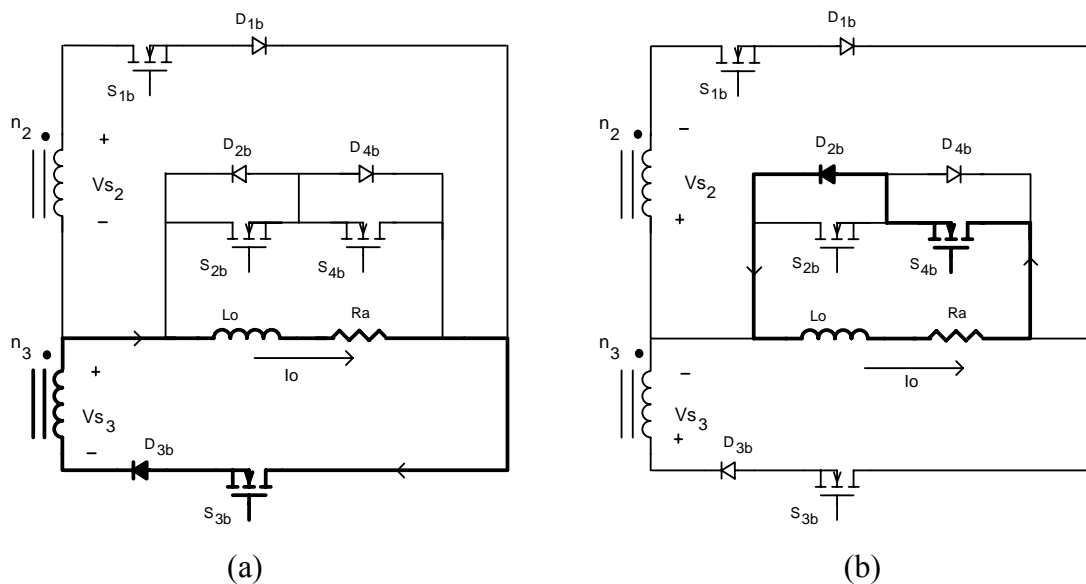 D1b
S1b
n2
+
Vs2
−
D2b
D4b
S2b
S4b
Lo
Ra
n3
+
Io
Vs3
−
D3b
S3b
(a)
D1b
S1b
n2
−
Vs2
+
D2b
D4b
S2b
S4b
Lo
Ra
n3
−
Io
Vs3
+
D3b
S3b
(b)